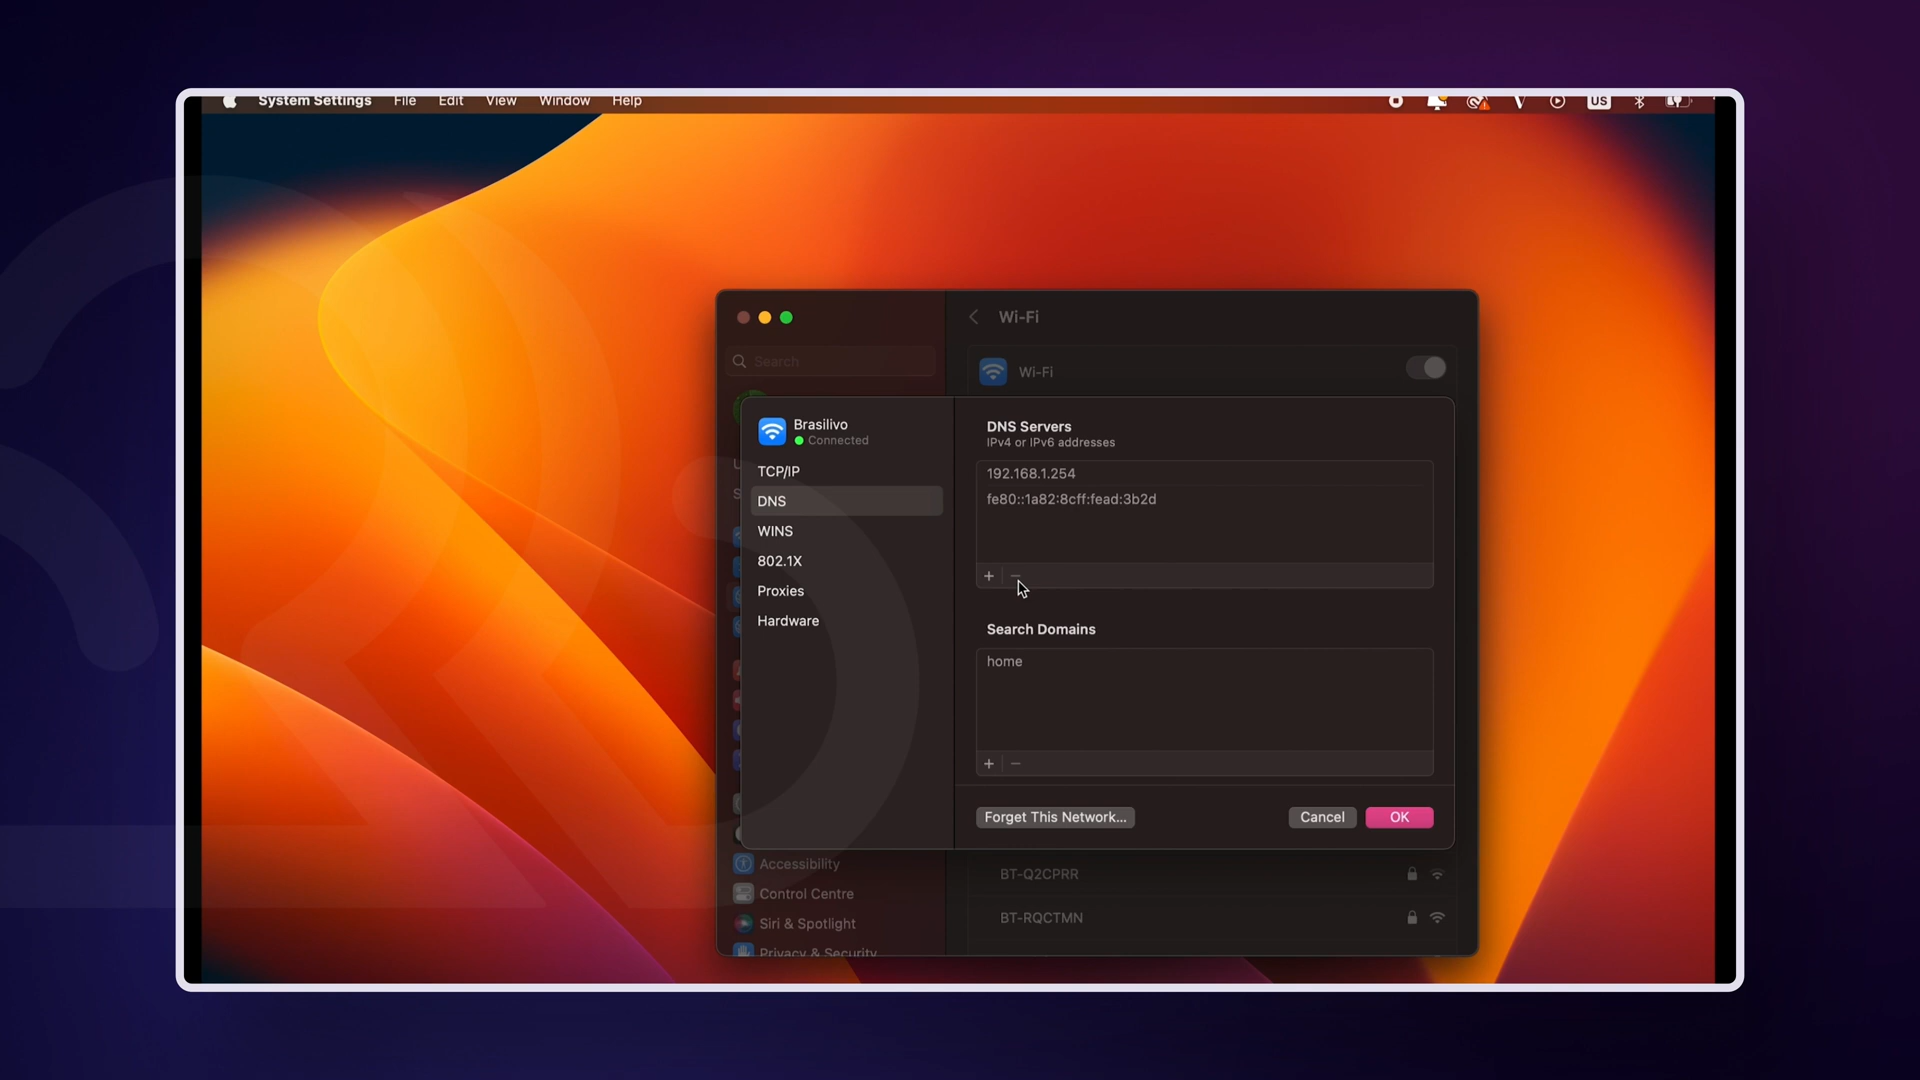 System Settings File Edit View Window Help
US
Wi-Fi
Search
Wi-Fi
Brasilivo
Connected
TCP/IP
DNS
WINS
802.1X
Proxies
Hardware
DNS Servers
IPv4 or IPv6 addresses
192.168.1.254
fe80::1a82:8cff:fead:3b2d
+ −
Search Domains
home
+ −
Forget This Network...
Cancel
OK
Accessibility
Control Centre
Siri & Spotlight
Privacy & Security
BT-Q2CPRR
BT-RQCTMN